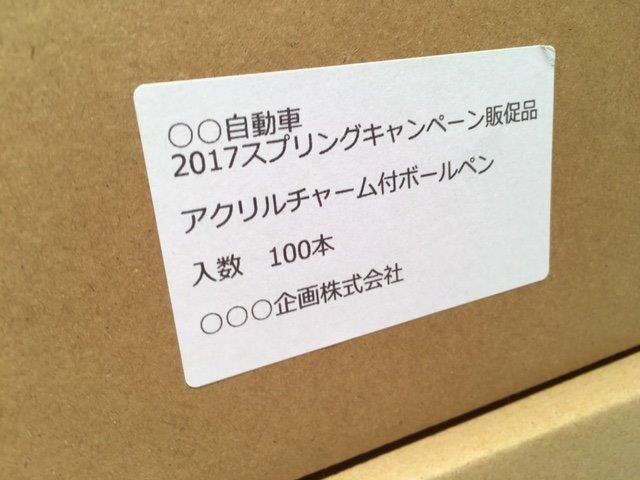 ○○自動車
2017スプリングキャンペーン販促品
アクリルチャーム付ボールペン
入数　100本
○○○企画株式会社